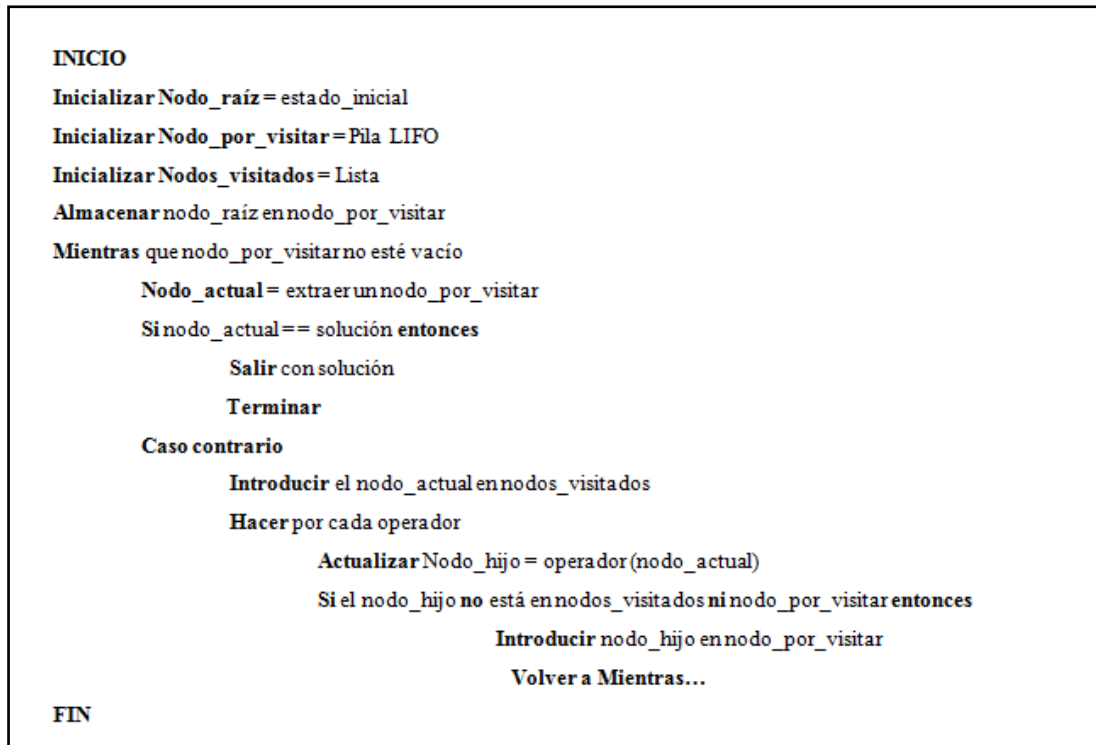 INICIO
Inicializar Nodo_raíz = estado_inicial
Inicializar Nodo_por_visitar = Pila LIFO
Inicializar Nodos_visitados = Lista
Almacenar nodo_raíz en nodo_por_visitar
Mientras que nodo_por_visitar no esté vacío
Nodo_actual = extraer un nodo_por_visitar
Si nodo_actual == solución entonces
Salir con solución
Terminar
Caso contrario
Introducir el nodo_actual en nodos_visitados
Hacer por cada operador
Actualizar Nodo_hijo = operador (nodo_actual)
Si el nodo_hijo no está en nodos_visitados ni nodo_por_visitar entonces
Introducir nodo_hijo en nodo_por_visitar
Volver a Mientras...
FIN